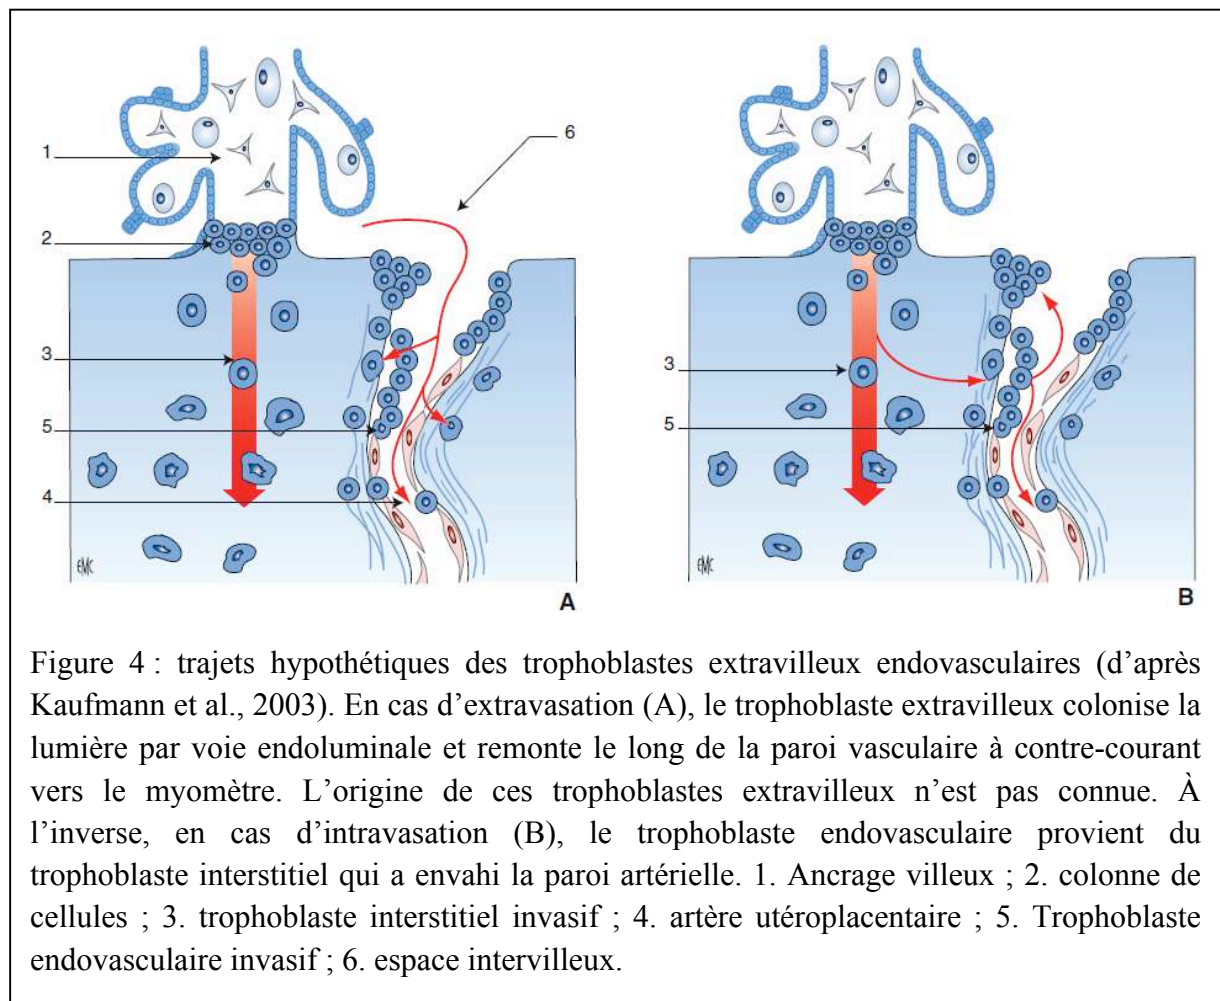 1
2
3
5
4
6
EMC
A
3
5
EMC
B
Figure 4 : trajets hypothétiques des trophoblastes extravilleux endovasculaires (d’après
Kaufmann et al., 2003). En cas d’extravasation (A), le trophoblaste extravilleux colonise la
lumière par voie endoluminale et remonte le long de la paroi vasculaire à contre-courant
vers le myomètre. L’origine de ces trophoblastes extravilleux n’est pas connue. À
l’inverse, en cas d’intravasation (B), le trophoblaste endovasculaire provient du
trophoblaste interstitiel qui a envahi la paroi artérielle. 1. Ancrage villeux ; 2. colonne de
cellules ; 3. trophoblaste interstitiel invasif ; 4. artère utéroplacentaire ; 5. Trophoblaste
endovasculaire invasif ; 6. espace intervilleux.